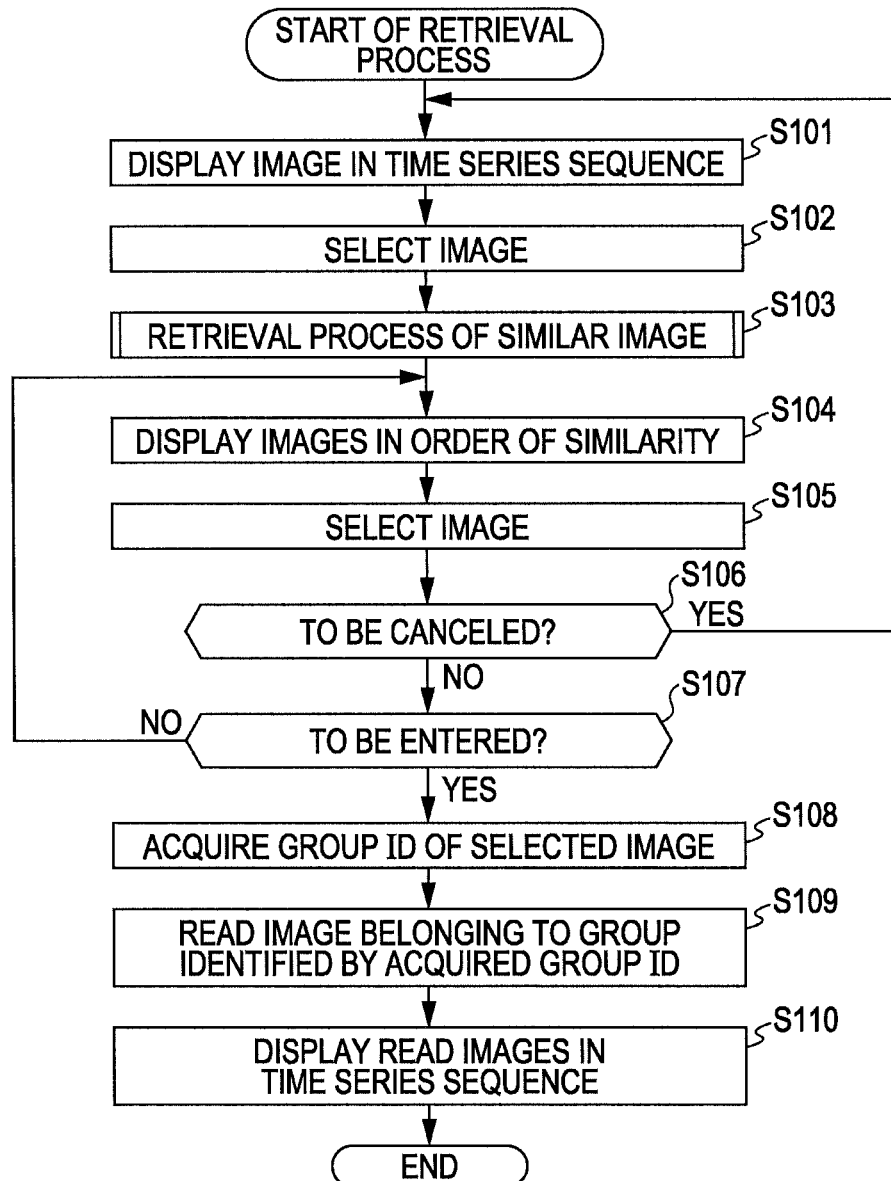 START OF RETRIEVAL
PROCESS
S101
DISPLAY IMAGE IN TIME SERIES SEQUENCE
S102
SELECT IMAGE
S103
RETRIEVAL PROCESS OF SIMILAR IMAGE
S104
DISPLAY IMAGES IN ORDER OF SIMILARITY
S105
SELECT IMAGE
S106
TO BE CANCELED?
YES
NO
S107
NO
TO BE ENTERED?
YES
S108
ACQUIRE GROUP ID OF SELECTED IMAGE
S109
READ IMAGE BELONGING TO GROUP
IDENTIFIED BY ACQUIRED GROUP ID
S110
DISPLAY READ IMAGES IN
TIME SERIES SEQUENCE
END